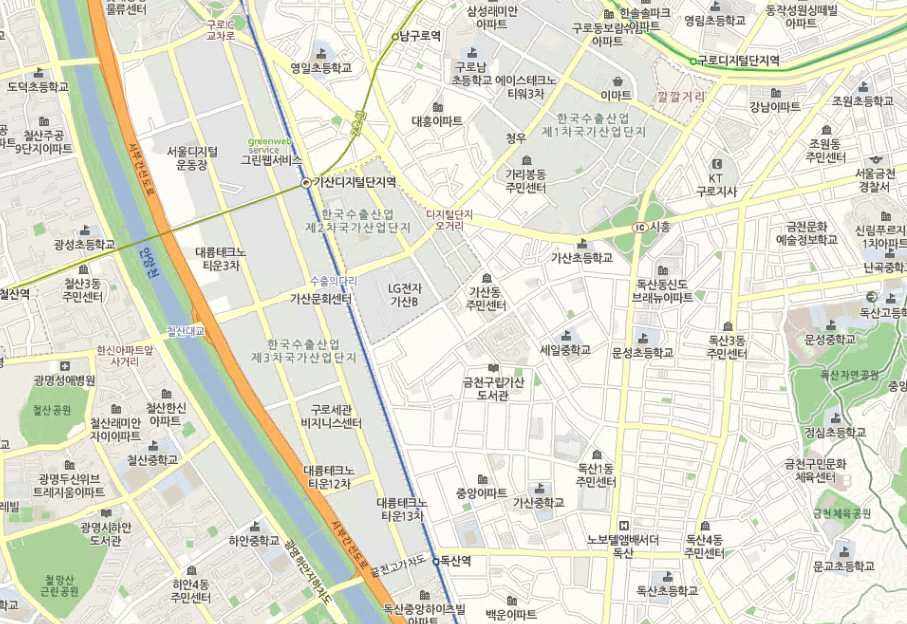 물류센터
구로IC
교차로
남구로역
삼성래미안
아파트
한솔솔파크
아파트
구로동보람쉬움
영림초등학교
동작성원상떼빌
아파트
도덕초등학교
영일초등학교
구로남
초등학교
에이스테크노
타워3차
이마트
구로디지털단지역
깔깔거리
강남아파트
조원초등학교
철산주공
9단지아파트
서부간선도로
서울디지털
운동장
greenweb
service
그린웹서비스
대흥아파트
한국수출산업
제1차국가산업단지
청우
가리봉동
주민센터
조원동
주민센터
KT
구로지사
서울금천
경찰서
가산디지털단지역
한국수출산업
제2차국가산업단지
디지털단지
오거리
시흥
IC
금천문화
예술정보학교
신림푸르지
1차아파트
광성초등학교
안양천
대륭테크노
타운3차
가산초등학교
난곡중학교
철산역
철산3동
주민센터
수출의다리
가산문화센터
LG전자
가산B
가산동
주민센터
독산동신도
브래뉴아파트
독산고등학
철산대교
한신아파트앞
사거리
한국수출산업
제3차국가산업단지
세일중학교
문성초등학교
독산3동
주민센터
문성중학교
광명성애병원
금천구립가산
도서관
독산자연공원
중앙
철산공원
철산래미안
자이아파트
철산한신
아파트
구로세관
비지니스센터
정심초등학교
철산중학교
광명두산위브
트레지움아파트
대륭테크노
타운12차
독산1동
주민센터
금천구민문화
체육센터
레빌
중앙아파트
가산중학교
대륭테크노
타운13차
금천체육공원
광명시하안
도서관
하안중학교
서부간선도로
노보텔앰배서더
독산
독산4동
주민센터
광명하안지하차도
금천고가차도
독산역
문교초등학교
철망산
근린공원
하안4동
주민센터
독산초등학교
독산중앙하이츠빌
아파트
백운아파트